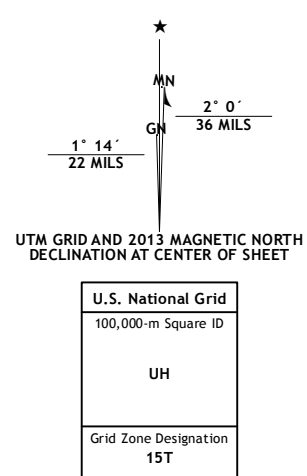 ★
MN
GN
2° 0´
36 MILS
1° 14´
22 MILS
UTM GRID AND 2013 MAGNETIC NORTH
DECLINATION AT CENTER OF SHEET
U.S. National Grid
100,000-m Square ID
UH
Grid Zone Designation
15T